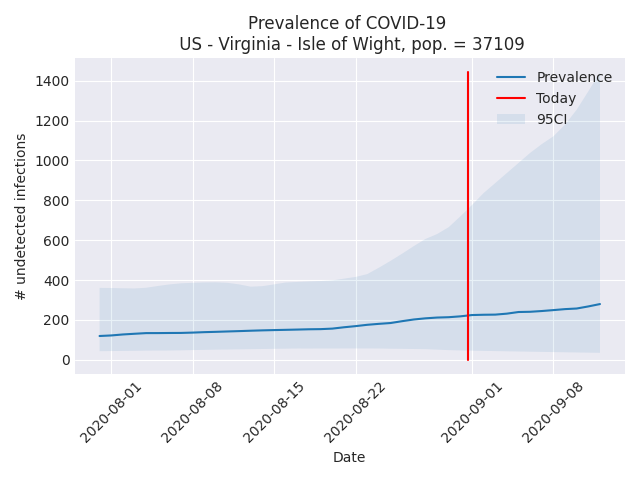 Prevalence of COVID-19
US - Virginia - Isle of Wight, pop. = 37109
Prevalence
Today
95CI
# undetected infections
1400
1200
1000
800
600
400
200
0
2020-08-01
2020-08-08
2020-08-15
2020-08-22
2020-09-01
2020-09-08
Date